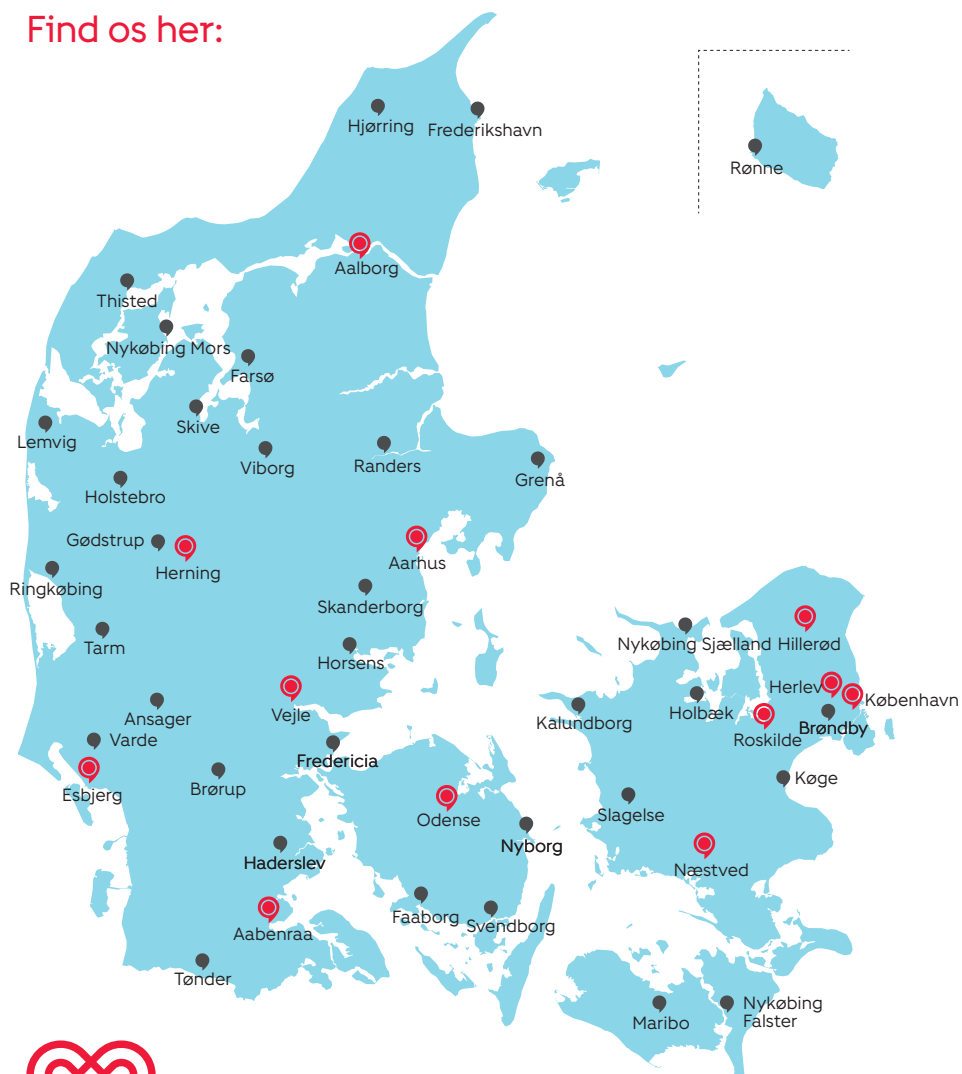 Find os her:
Hjørring
Frederikshavn
Rønne
Aalborg
Thisted
Nykøbing Mors
Farsø
Skive
Lemvig
Viborg
Randers
Grenå
Holstebro
Gødstrup
Herning
Aarhus
Ringkøbing
Skanderborg
Tarm
Horsens
Nykøbing Sjælland
Hillerød
Vejle
Ansager
Herlev
København
Holbæk
Kalundborg
Brøndby
Roskilde
Varde
Fredericia
Esbjerg
Brørup
Odense
Køge
Slagelse
Nyborg
Haderslev
Næstved
Aabenraa
Faaborg
Svendborg
Tønder
Maribo
Nykøbing
Falster